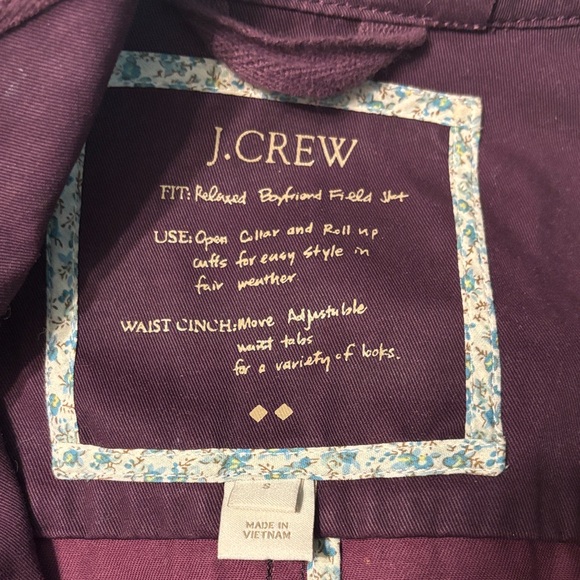 J.CREW
FIT: Relaxed Boyfriend Field
USE: Open Collar and Roll up
cuffs for easy style in
fair weather.
WAIST CINCH: Move Adjustable
waist tabs
for a variety of looks.
S
MADE IN
VIETNAM